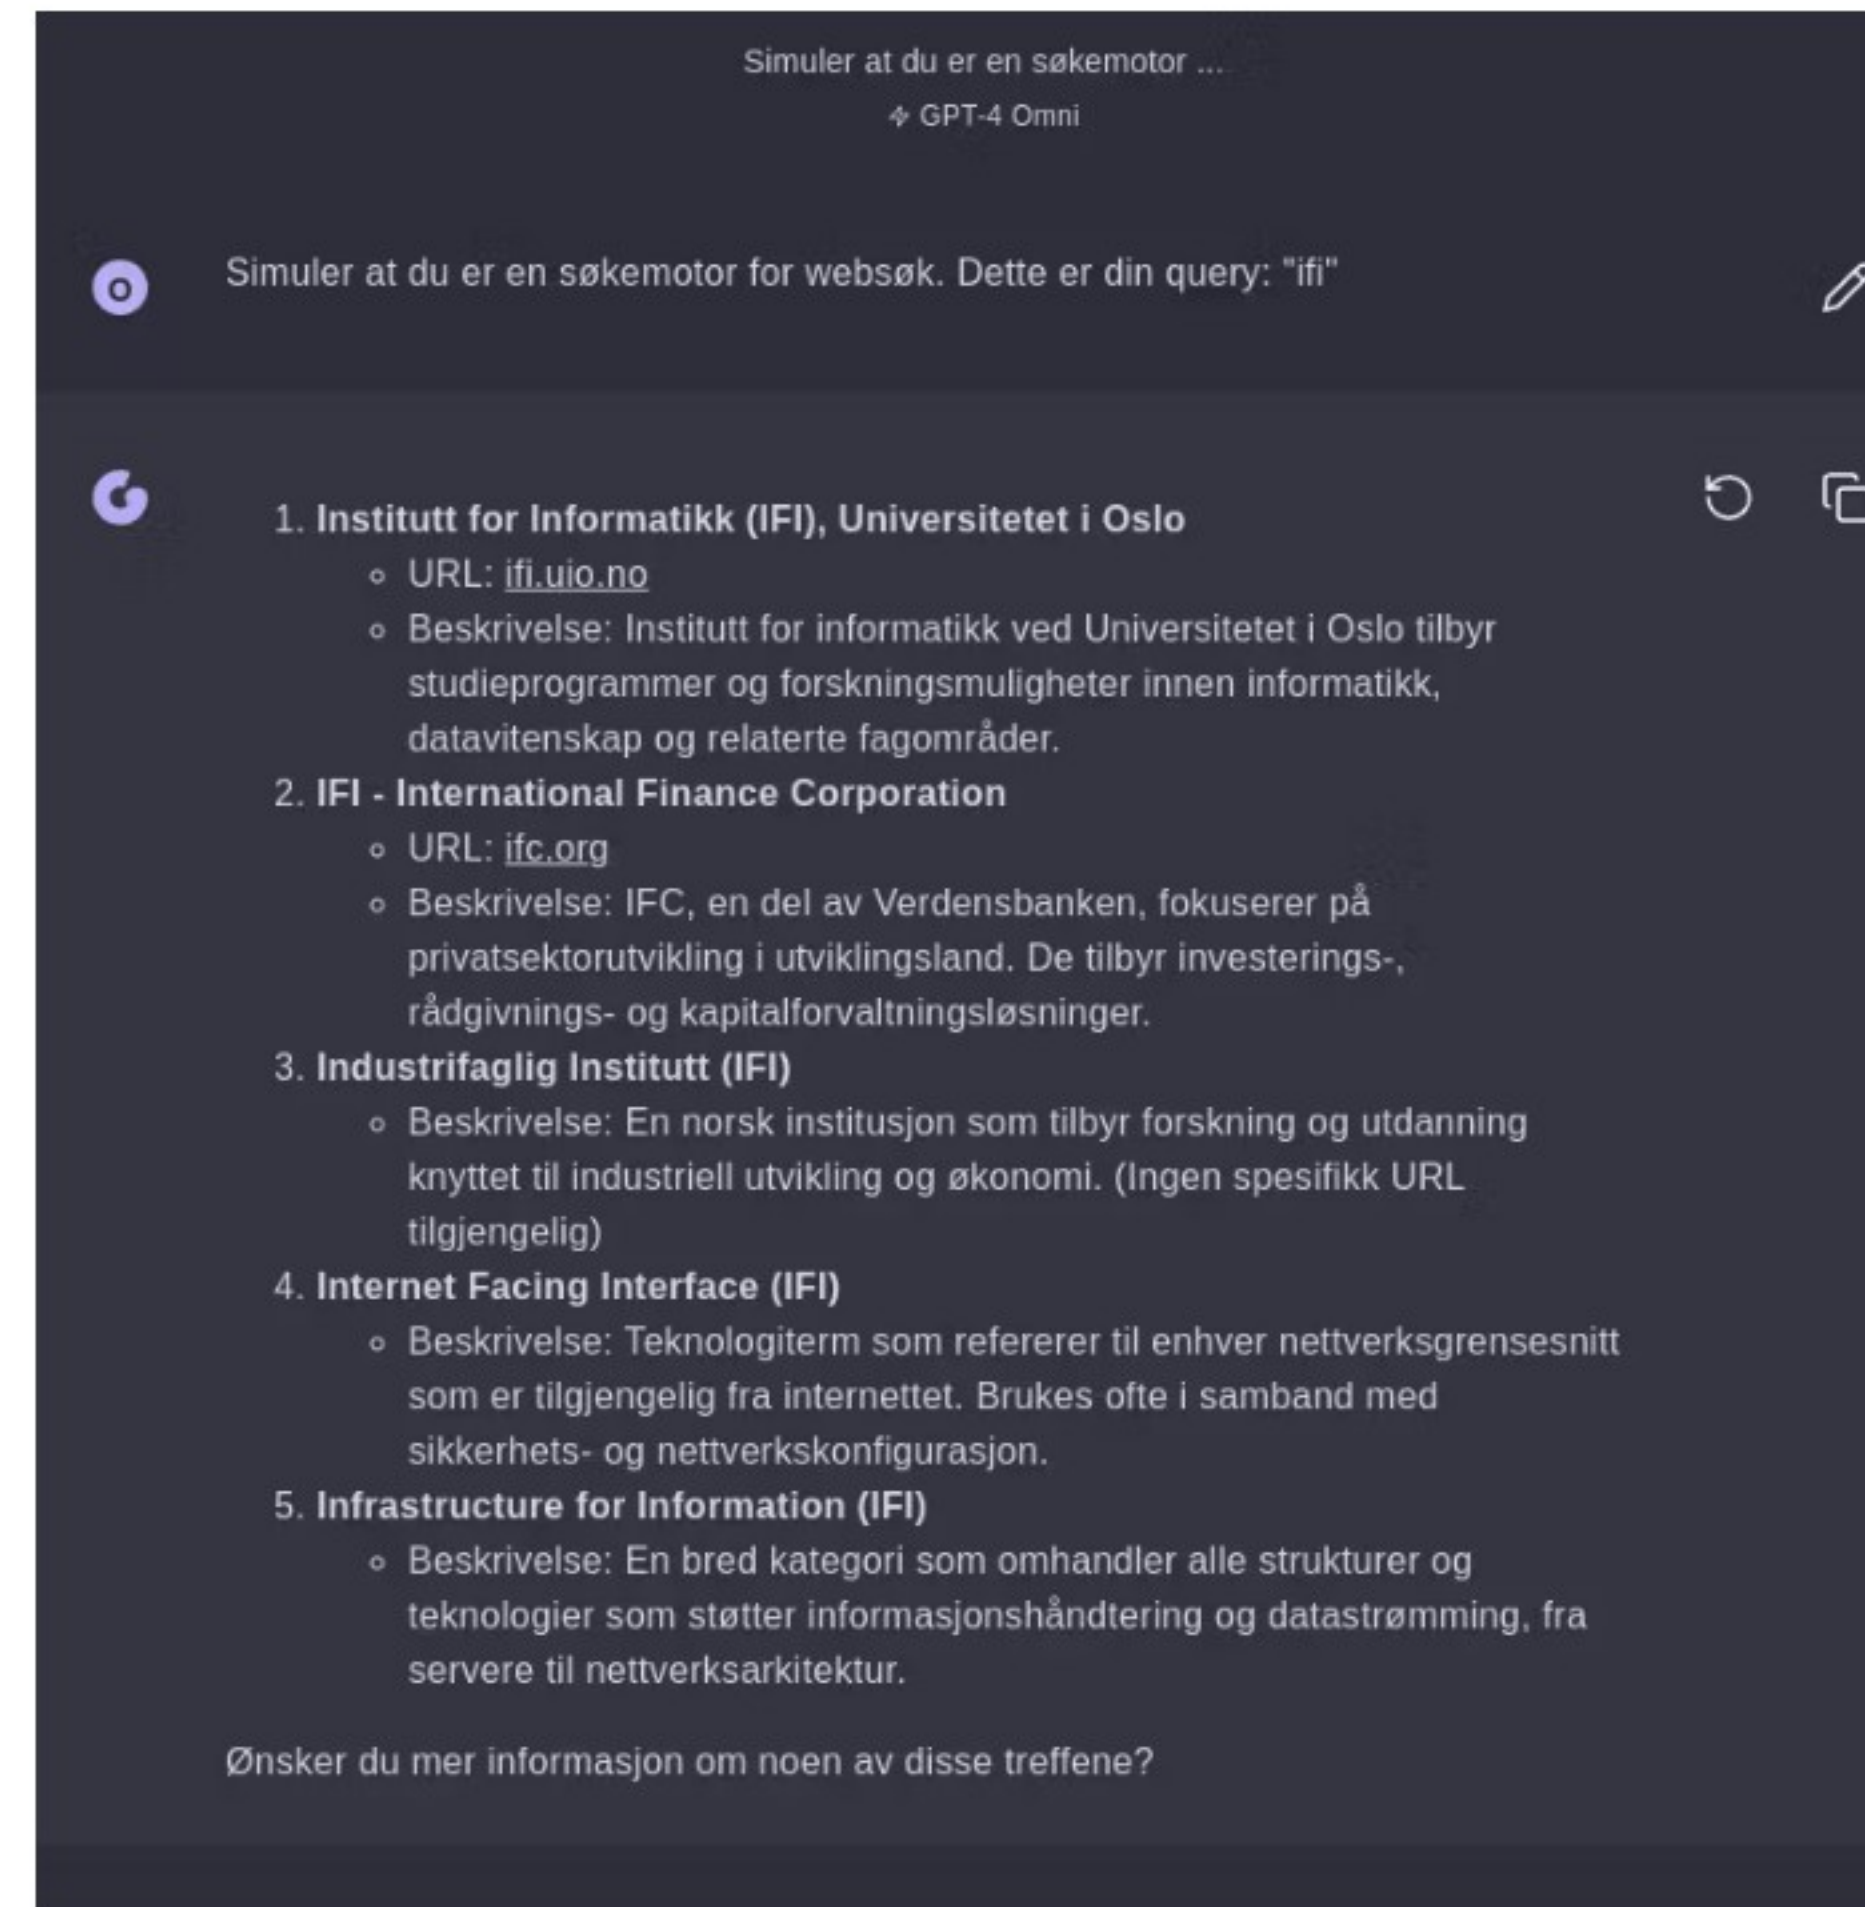 Simuler at du er en søkemotor ...
GPT-4 Omni
O
Simuler at du er en søkemotor for websøk. Dette er din query: "ifi"
1. Institutt for Informatikk (IFI), Universitetet i Oslo
URL: ifi.uio.no
Beskrivelse: Institutt for informatikk ved Universitetet i Oslo tilbyr
studieprogrammer og forskningsmuligheter innen informatikk,
datavitenskap og relaterte fagområder.
2. IFI - International Finance Corporation
URL: ifc.org
Beskrivelse: IFC, en del av Verdensbanken, fokuserer på
privatsektorutvikling i utviklingsland. De tilbyr investerings-,
rådgivnings- og kapitalforvaltningsløsninger.
3. Industrifaglig Institutt (IFI)
Beskrivelse: En norsk institusjon som tilbyr forskning og utdanning
knyttet til industriell utvikling og økonomi. (Ingen spesifikk URL
tilgjengelig)
4. Internet Facing Interface (IFI)
Beskrivelse: Teknologiterm som refererer til enhver nettverksgrensesnitt
som er tilgjengelig fra internettet. Brukes ofte i samband med
sikkerhets- og nettverkskonfigurasjon.
5. Infrastructure for Information (IFI)
Beskrivelse: En bred kategori som omhandler alle strukturer og
teknologier som støtter informasjonshåndtering og datastrømming, fra
servere til nettverksarkitektur.
Ønsker du mer informasjon om noen av disse treffene?